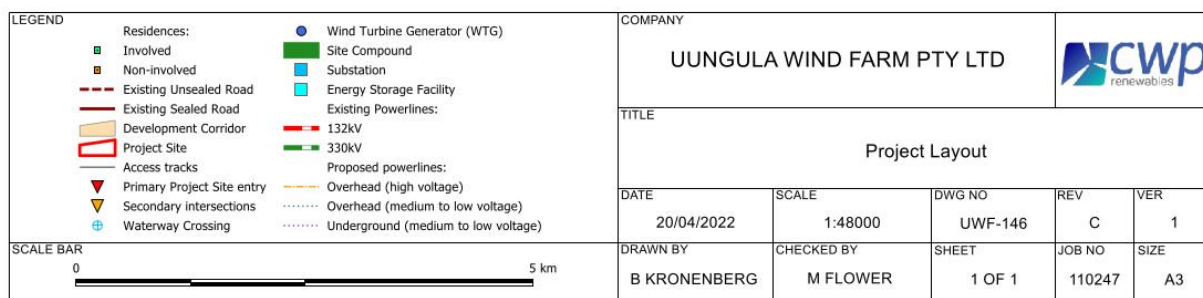 LEGEND
Residences:
Involved
Non-involved
Existing Unsealed Road
Existing Sealed Road
Development Corridor
Project Site
Access tracks
Primary Project Site entry
Secondary intersections
Waterway Crossing
Wind Turbine Generator (WTG)
Site Compound
Substation
Energy Storage Facility
Existing Powerlines:
132kV
330kV
Proposed powerlines:
Overhead (high voltage)
Overhead (medium to low voltage)
Underground (medium to low voltage)
SCALE BAR
0 5 km
COMPANY
UUNGULA WIND FARM PTY LTD
cwp
renewables
TITLE
Project Layout
DATE SCALE DWG NO REV VER
20/04/2022 1:48000 UWF-146 C 1
DRAWN BY CHECKED BY SHEET JOB NO SIZE
B KRONENBERG M FLOWER 1 OF 1 110247 A3